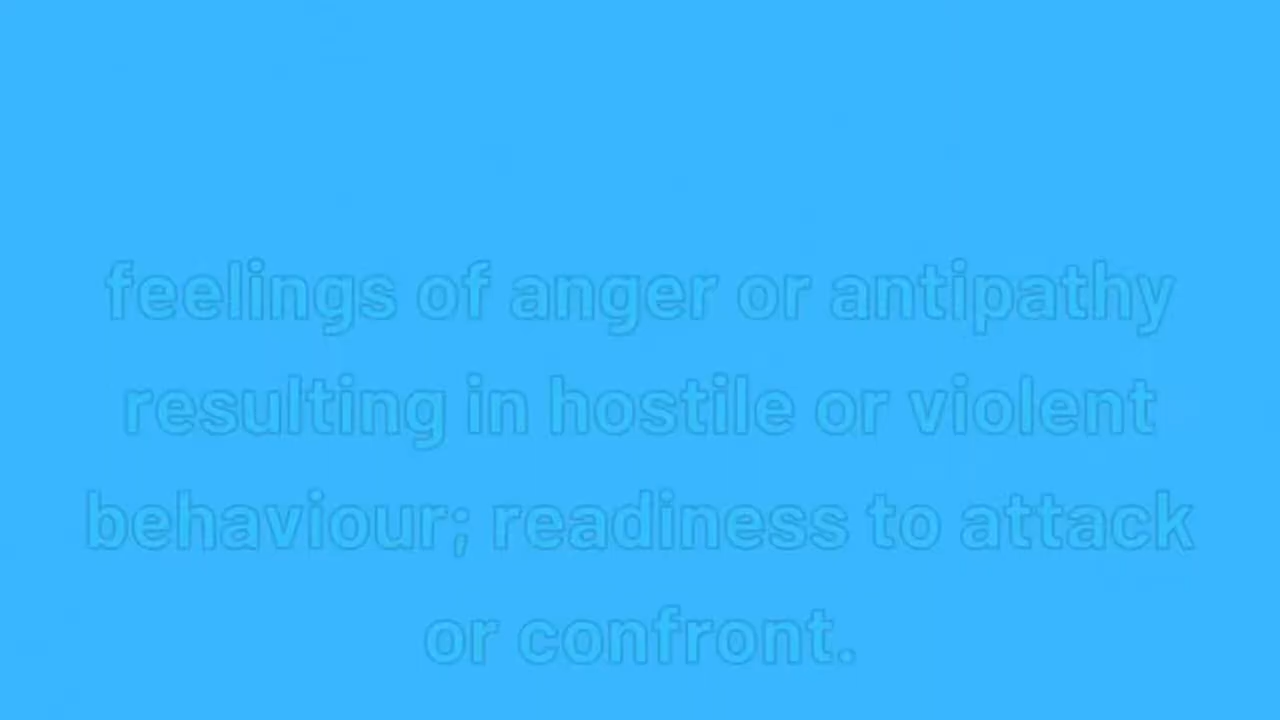 feelings of anger or antipathy
resulting in hostile or violent
behaviour; readiness to attack
or confront.